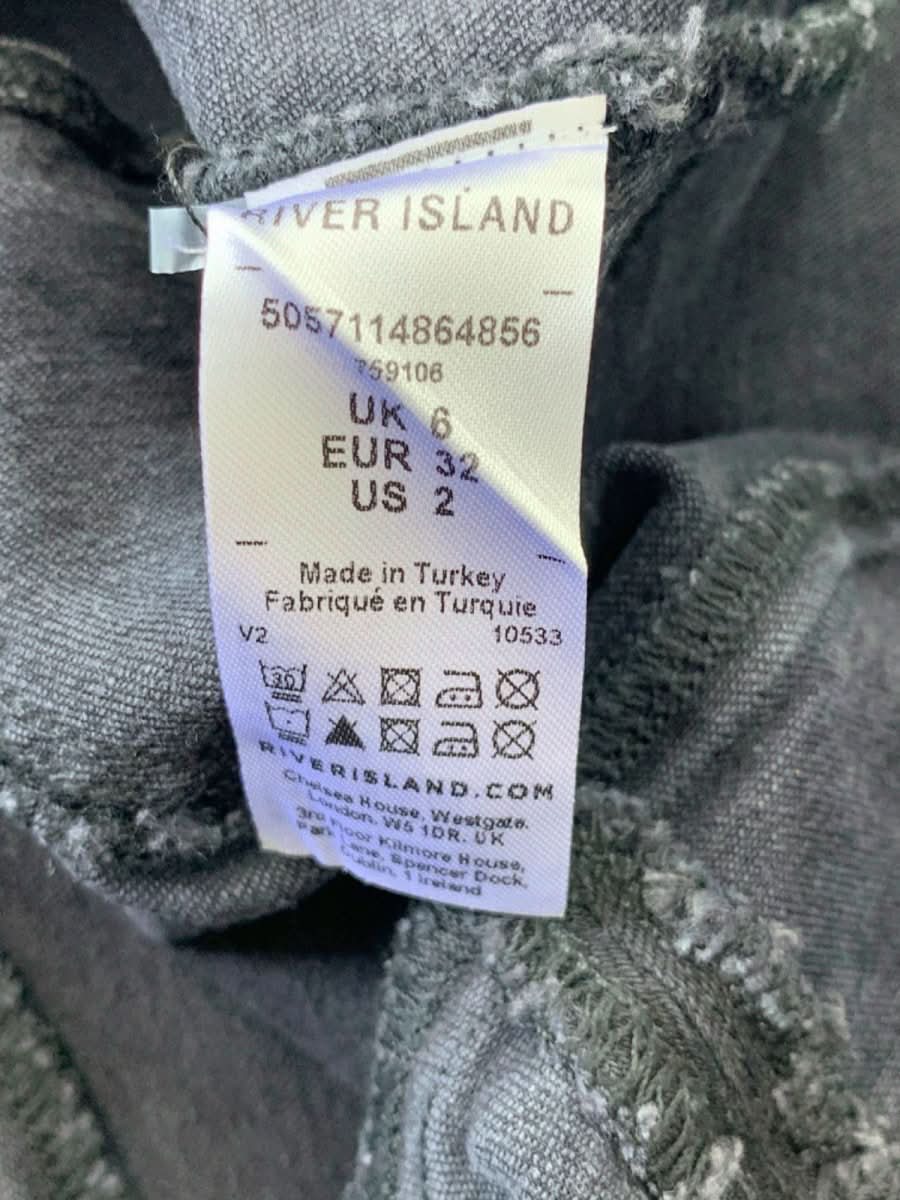 RIVER ISLAND
5057114864856
759106
UK 6
EUR 32
US 2
Made in Turkey
Fabriqué en Turquie
V2 10533
30
RIVERISLAND.COM
Chelsea House, Westgate.
London. W5 1DR. UK
3rd Floor Kilmore House,
Park Lane, Spencer Dock,
Dublin, 1 Ireland